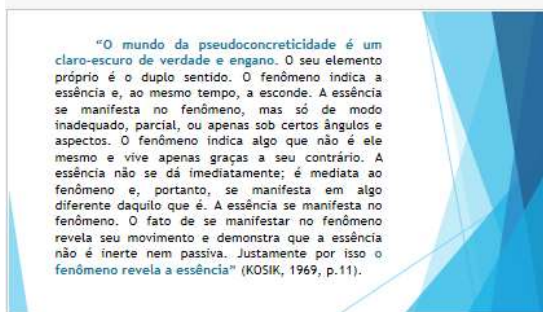 “O mundo da pseudoconcreticidade é um
claro-escuro de verdade e engano. O seu elemento
próprio é o duplo sentido. O fenômeno indica a
essência e, ao mesmo tempo, a esconde. A essência
se manifesta no fenômeno, mas só de modo
inadequado, parcial, ou apenas sob certos ângulos e
aspectos. O fenômeno indica algo que não é ele
mesmo e vive apenas graças a seu contrário. A
essência não se dá imediatamente; é mediata ao
fenômeno e, portanto, se manifesta em algo
diferente daquilo que é. A essência se manifesta no
fenômeno. O fato de se manifestar no fenômeno
revela seu movimento e demonstra que a essência
não é inerte nem passiva. Justamente por isso o
fenômeno revela a essência” (KOSIK, 1969, p.11).